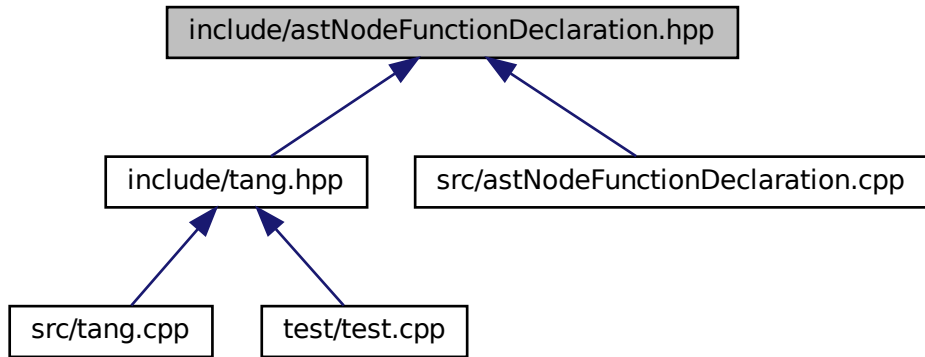 include/astNodeFunctionDeclaration.hpp
include/tang.hpp
src/astNodeFunctionDeclaration.cpp
src/tang.cpp
test/test.cpp